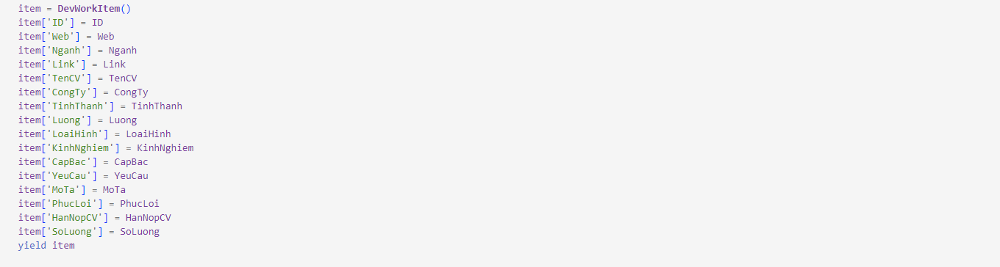 item = DevWorkItem()
item['ID'] = ID
item['Web'] = Web
item['Nganh'] = Nganh
item['Link'] = Link
item['TenCV'] = TenCV
item['CongTy'] = CongTy
item['TinhThanh'] = TinhThanh
item['Luong'] = Luong
item['LoaiHinh'] = LoaiHinh
item['KinhNghiem'] = KinhNghiem
item['CapBac'] = CapBac
item['YeuCau'] = YeuCau
item['MoTa'] = MoTa
item['PhucLoi'] = PhucLoi
item['HanNopCV'] = HanNopCV
item['SoLuong'] = SoLuong
yield item